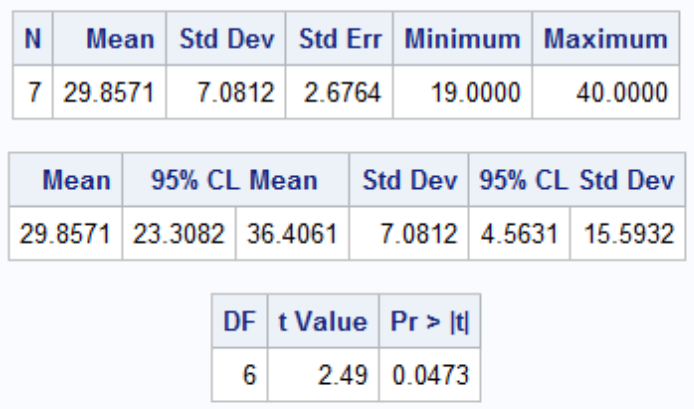 N Mean Std Dev Std Err Minimum Maximum
7 29.8571 7.0812 2.6764 19.0000 40.0000
Mean 95% CL Mean Std Dev 95% CL Std Dev
29.8571 23.3082 36.4061 7.0812 4.5631 15.5932
DF t Value Pr > |t|
6 2.49 0.0473